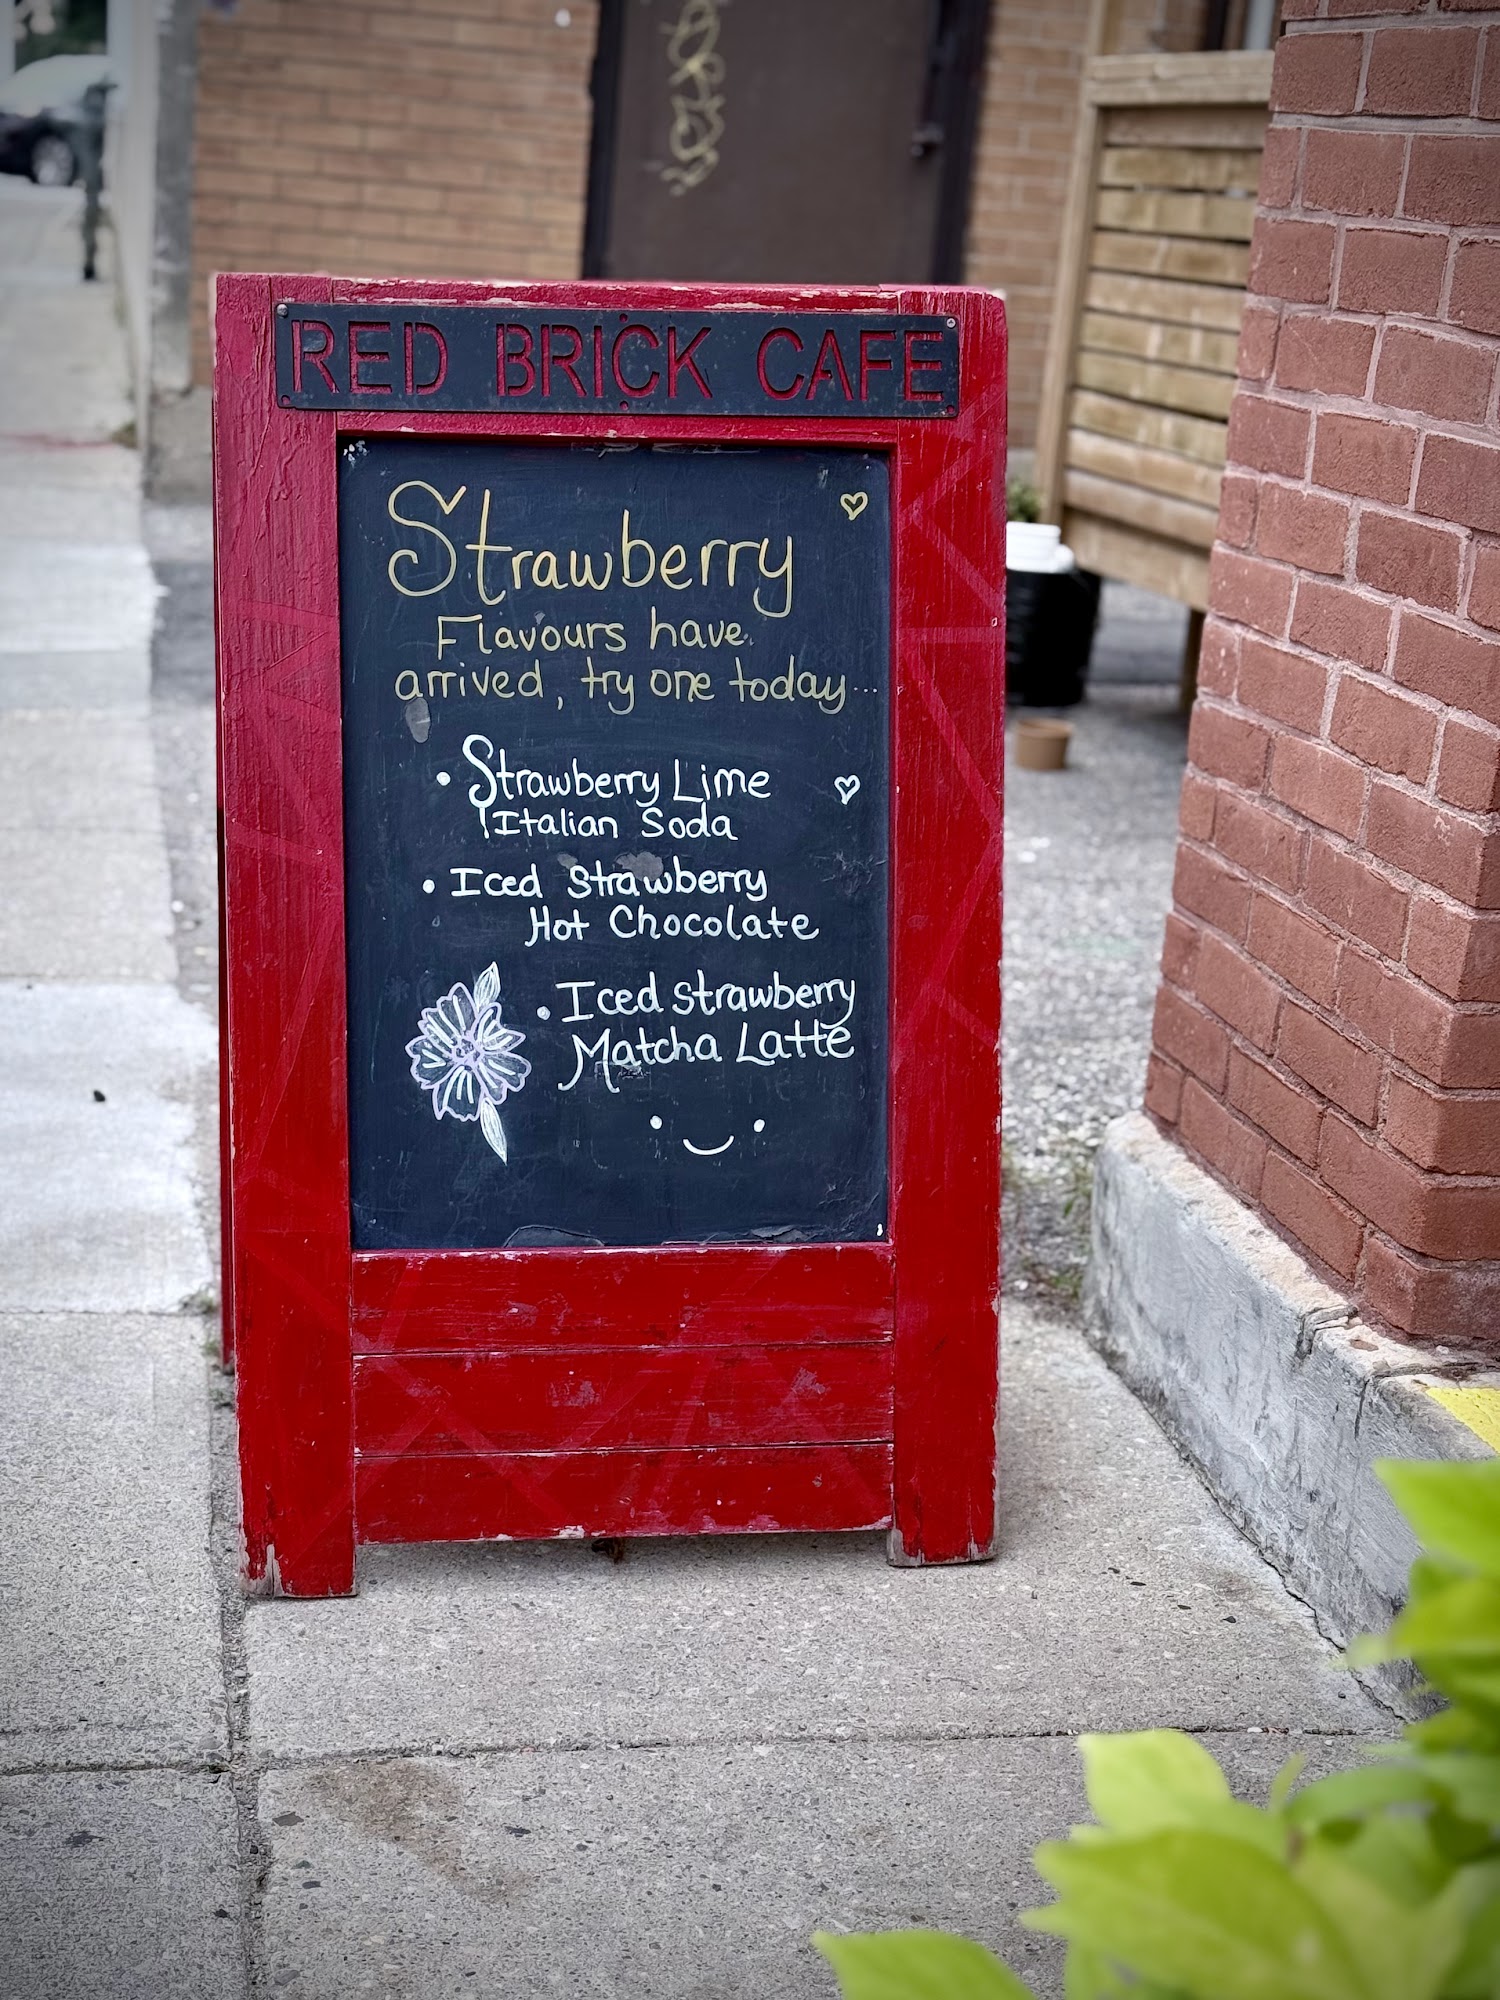 RED BRICK CAFE
Strawberry
Flavours have
arrived, try one today...
• Strawberry Lime
Italian Soda
• Iced Strawberry
Hot Chocolate
• Iced Strawberry
Matcha Latte